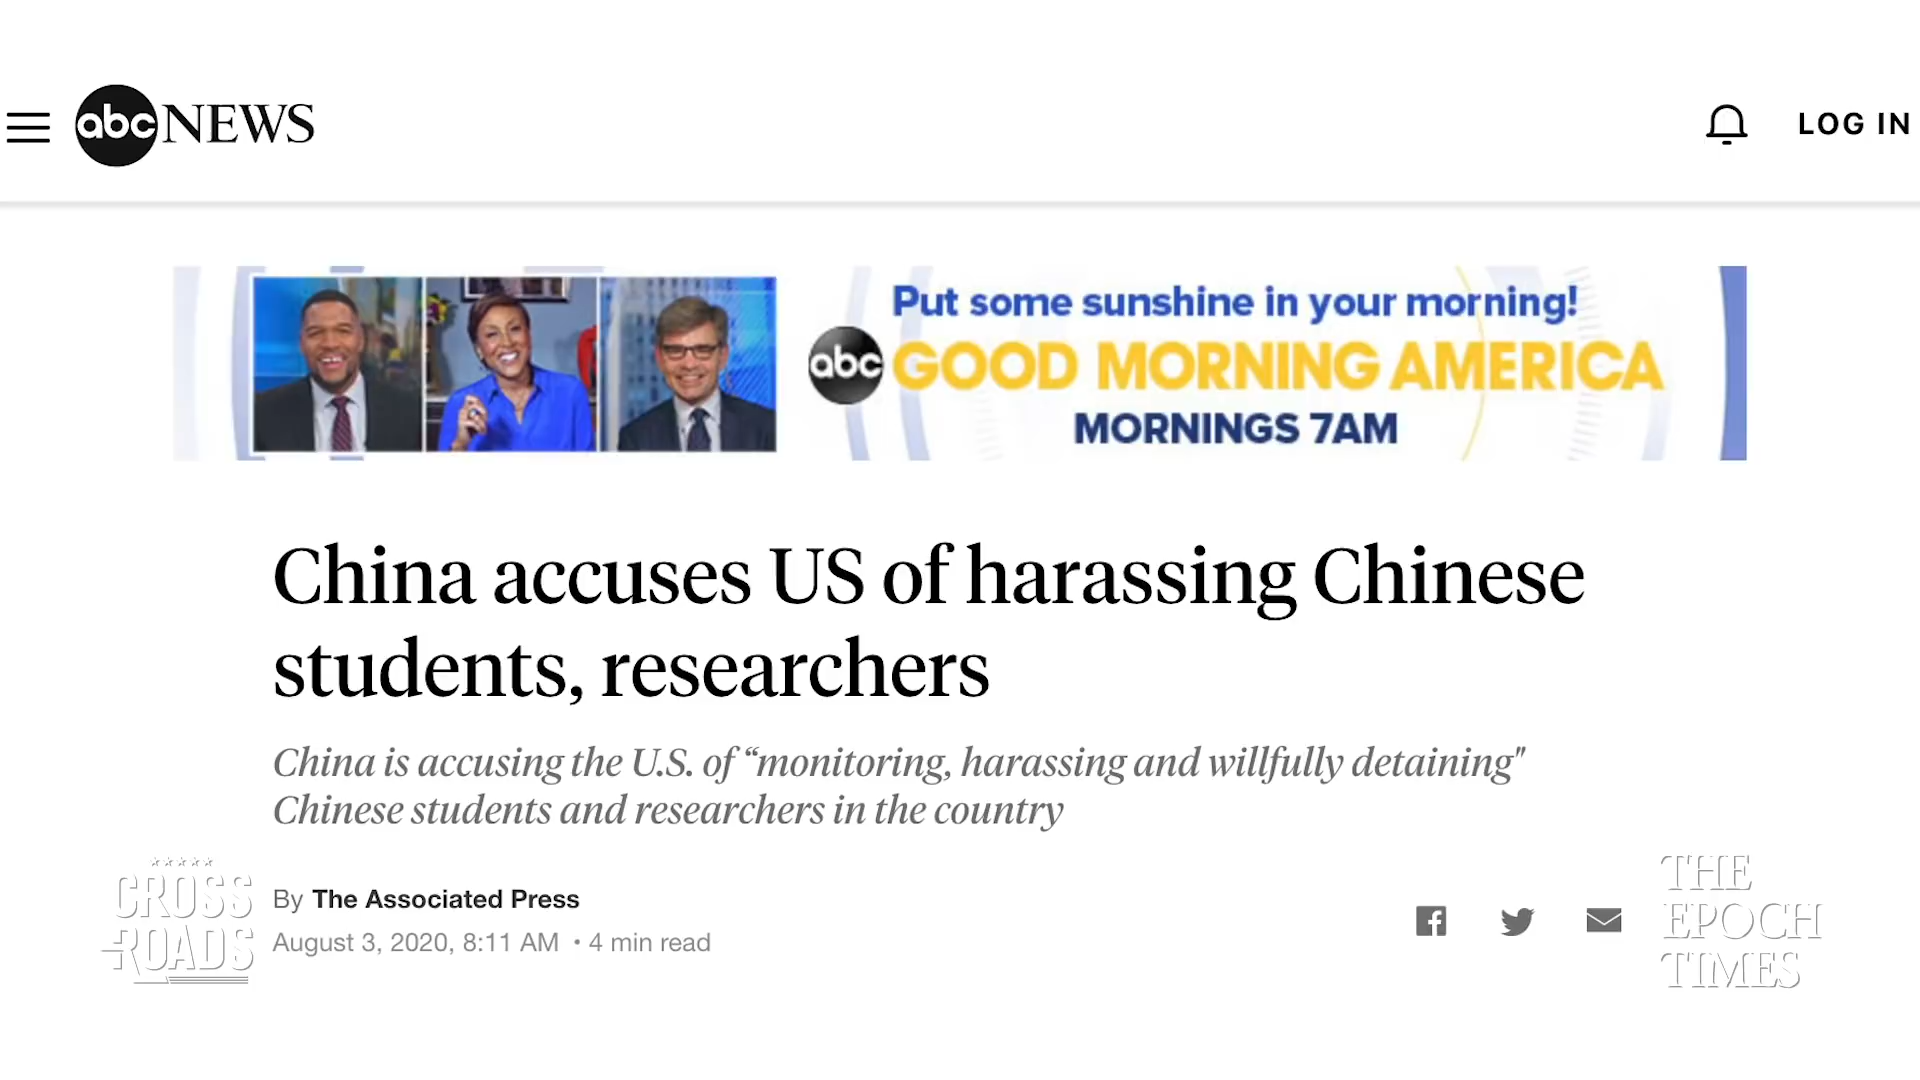 abc NEWS
LOG IN
Put some sunshine in your morning!
abc GOOD MORNING AMERICA
MORNINGS 7AM
China accuses US of harassing Chinese
students, researchers
China is accusing the U.S. of “monitoring, harassing and willfully detaining"
Chinese students and researchers in the country
By The Associated Press
August 3, 2020, 8:11 AM • 4 min read
CROSS
ROADS
THE
EPOCH
TIMES